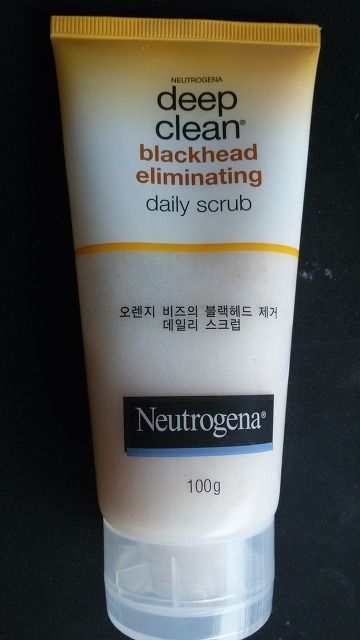 NEUTROGENA
deep
clean®
blackhead
eliminating
daily scrub
오렌지 비즈의 블랙헤드 제거
데일리 스크럽
Neutrogena®
100g